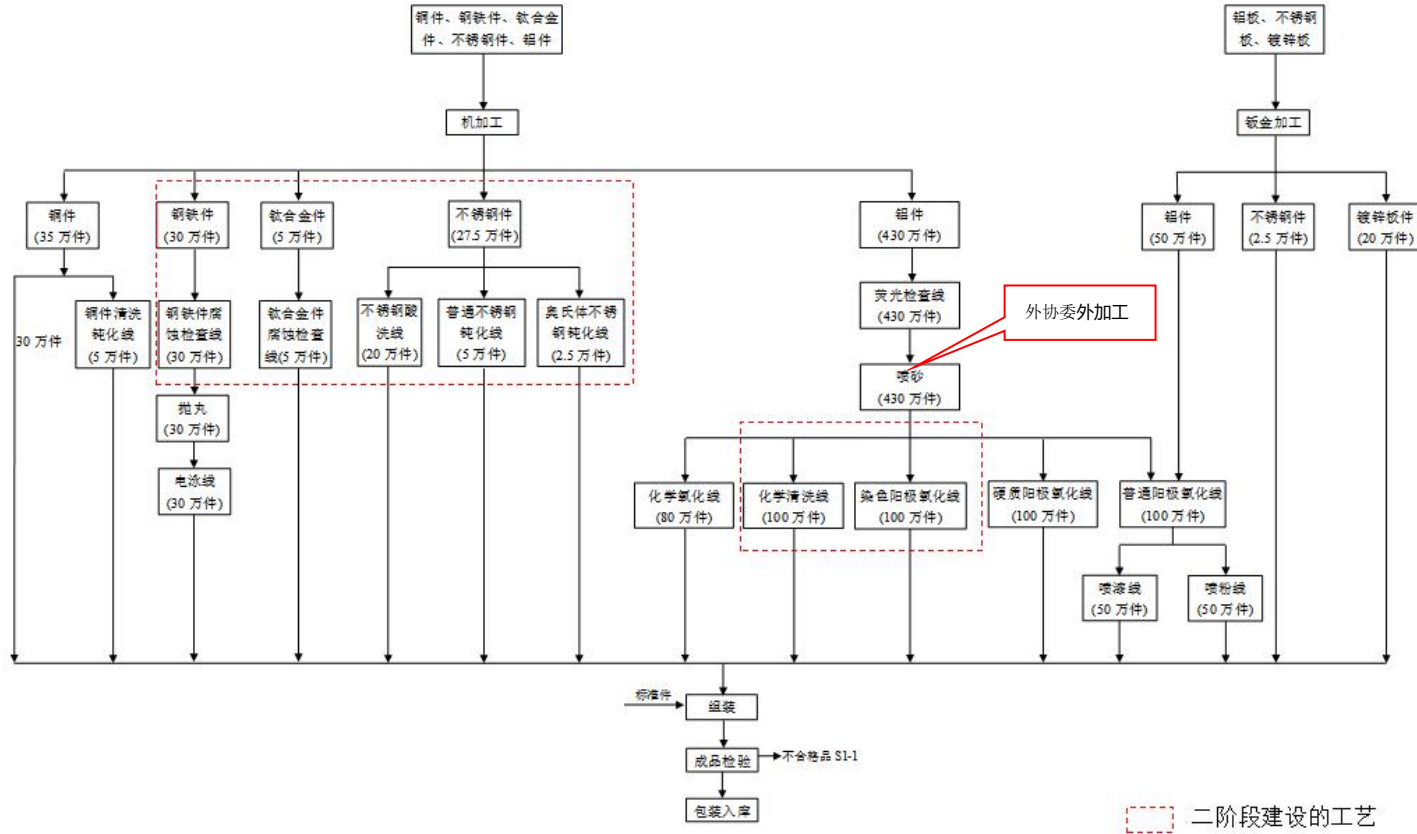 铜件、钢铁件、钛合金
件、不锈钢件、铝件
铝板、不锈钢
板、镀锌板
机加工
钣金加工
铜件
(35 万件)
钢铁件
(30 万件)
钛合金件
(5 万件)
不锈钢件
(27.5 万件)
铝件
(430 万件)
铝件
(50 万件)
不锈钢件
(2.5 万件)
镀锌板件
(20 万件)
30 万件
铜件清洗
钝化线
(5 万件)
钢铁件腐
蚀检查线
(30 万件)
钛合金件
腐蚀检查
线(5 万件)
不锈钢酸
洗线
(20 万件)
普通不锈钢
钝化线
(5 万件)
奥氏体不锈
钢钝化线
(2.5 万件)
荧光检查线
(430 万件)
外协委外加工
喷砂
(430 万件)
抛丸
(30 万件)
电泳线
(30 万件)
化学氧化线
(80 万件)
化学清洗线
(100 万件)
染色阳极氧化线
(100 万件)
硬质阳极氧化线
(100 万件)
普通阳极氧化线
(100 万件)
喷漆线
(50 万件)
喷粉线
(50 万件)
标准件
组装
成品检验
不合格品 S1-1
包装入库
二阶段建设的工艺